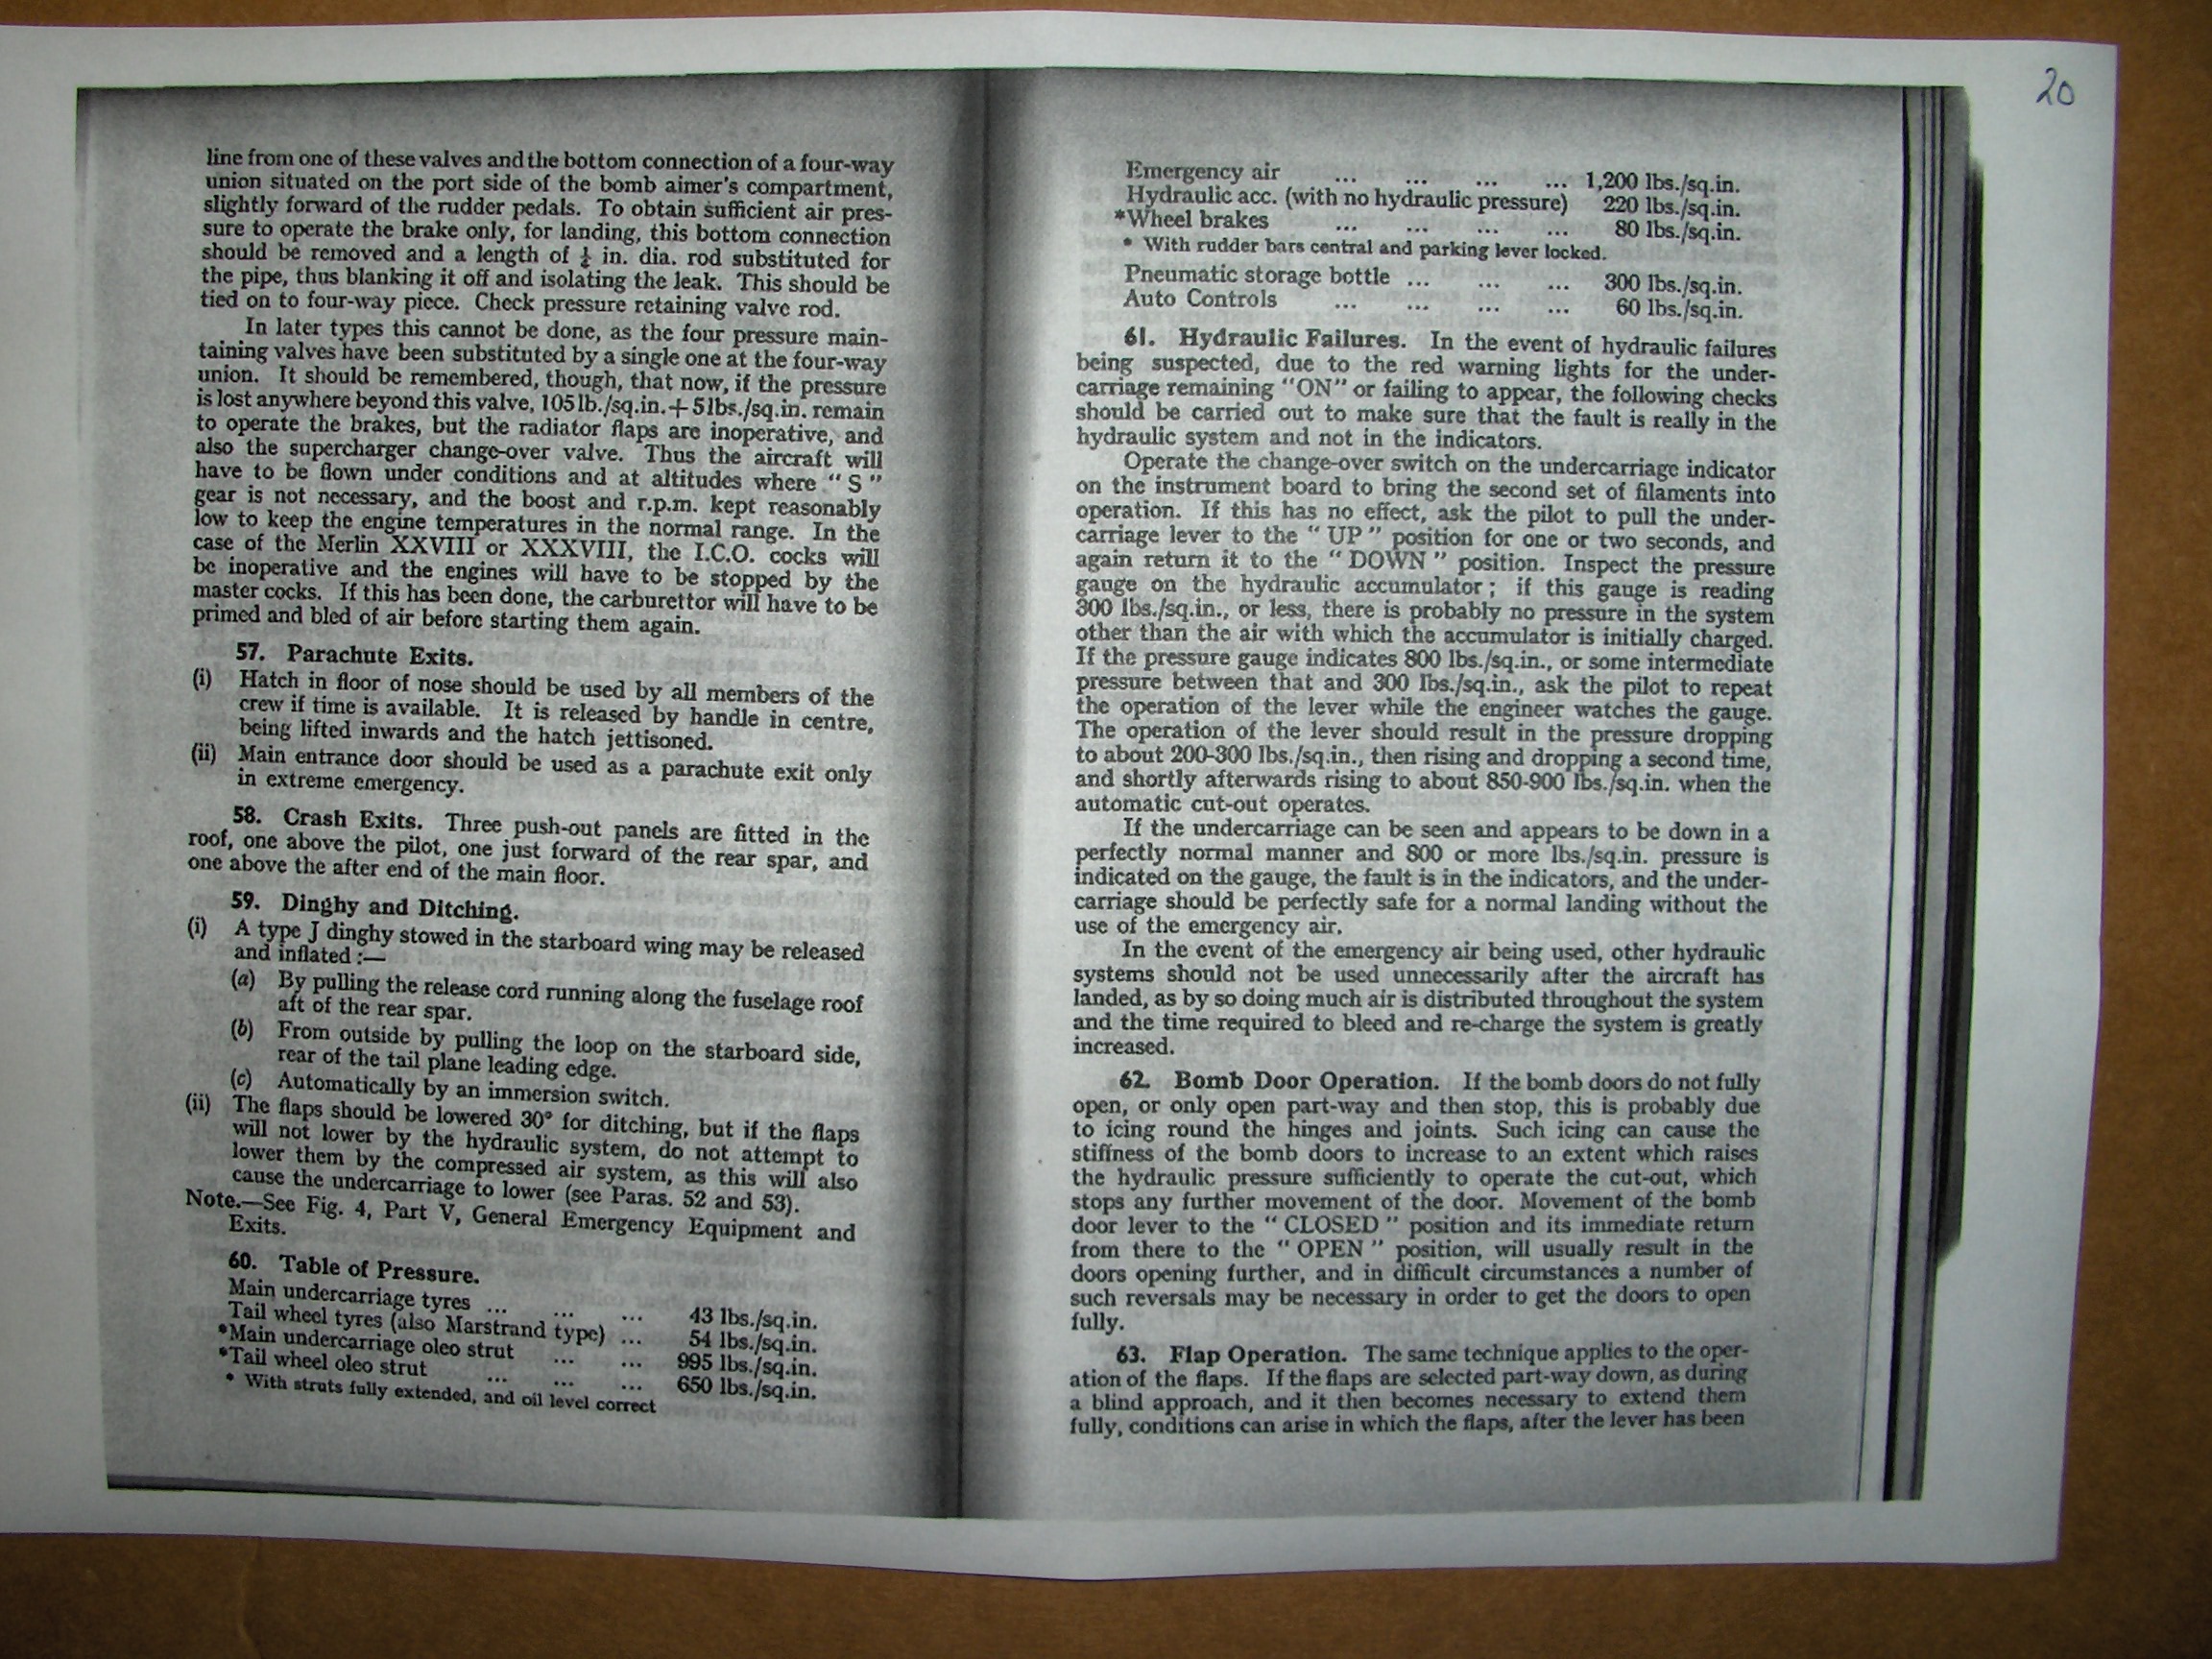 20
line from one of these valves and the bottom connection of a four-way
union situated on the port side of the bomb aimer's compartment,
slightly forward of the rudder pedals. To obtain sufficient air pres-
sure to operate the brake only, for landing, this bottom connection
should be removed and a length of in. dia. rod substituted for
the pipe, thus blanking it off and isolating the leak. This should be
tied on to four-way piece. Check pressure retaining valve rod.
In later types this cannot be done, as the four pressure main-
taining valves have been substituted by a single one at the four-way
union. It should be remembered, though, that now, if the pressure
is lost anywhere beyond this valve, 105 lb./sq.in.+5 lbs./sq.in. remain
to operate the brakes, but the radiator flaps are inoperative, and
also the supercharger change-over valve. Thus the aircraft will
have to be flown under conditions and at altitudes where "S"
gear is not necessary, and the boost and r.p.m. kept reasonably
low to keep the engine temperatures in the normal range. In the
case of the Merlin XXVIII or XXXVIII, the I.C.O. cocks will
be inoperative and the engines will have to be stopped by the
master cocks. If this has been done, the carburettor will have to be
primed and bled of air before starting them again.
57. Parachute Exits.
(i) Hatch in floor of nose should be used by all members of the
crew if time is available. It is released by handle in centre,
being lifted inwards and the hatch jettisoned.
(ii) Main entrance door should be used as a parachute exit only
in extreme emergency.
58. Crash Exits. Three push-out panels are fitted in the
roof, one above the pilot, one just forward of the rear spar, and
one above the after end of the main floor.
59. Dinghy and Ditching.
(i) A type J dinghy stowed in the starboard wing may be released
and inflated :—
(a) By pulling the release cord running along the fuselage roof
aft of the rear spar.
(b) From outside by pulling the loop on the starboard side,
rear of the tail plane leading edge.
(c) Automatically by an immersion switch.
(ii) The flaps should be lowered 30° for ditching, but if the flaps
will not lower by the hydraulic system, do not attempt to
lower them by the compressed air system, as this will also
cause the undercarriage to lower (see Paras. 52 and 53).
Note.—See Fig. 4, Part V, General Emergency Equipment and
Exits.
60. Table of Pressure.
Main undercarriage tyres ... ... ... 43 lbs./sq.in.
Tail wheel tyres (also Marstrand type) ... 54 lbs./sq.in.
*Main undercarriage oleo strut ... ... 995 lbs./sq.in.
*Tail wheel oleo strut ... ... ... 650 lbs./sq.in.
* With struts fully extended, and oil level correct
Emergency air ... ... ... ... 1,200 lbs./sq.in.
Hydraulic acc. (with no hydraulic pressure) 220 lbs./sq.in.
*Wheel brakes ... ... ... ... 80 lbs./sq.in.
* With rudder bars central and parking lever locked.
Pneumatic storage bottle ... ... ... 300 lbs./sq.in.
Auto Controls ... ... ... ... 60 lbs./sq.in.
61. Hydraulic Failures. In the event of hydraulic failures
being suspected, due to the red warning lights for the under-
carriage remaining "ON" or failing to appear, the following checks
should be carried out to make sure that the fault is really in the
hydraulic system and not in the indicators.
Operate the change-over switch on the undercarriage indicator
on the instrument board to bring the second set of filaments into
operation. If this has no effect, ask the pilot to pull the under-
carriage lever to the "UP" position for one or two seconds, and
again return it to the "DOWN" position. Inspect the pressure
gauge on the hydraulic accumulator; if this gauge is reading
300 lbs./sq.in., or less, there is probably no pressure in the system
other than the air with which the accumulator is initially charged.
If the pressure gauge indicates 800 lbs./sq.in., or some intermediate
pressure between that and 300 lbs./sq.in., ask the pilot to repeat
the operation of the lever while the engineer watches the gauge.
The operation of the lever should result in the pressure dropping
to about 200-300 lbs./sq.in., then rising and dropping a second time,
and shortly afterwards rising to about 850-900 lbs./sq.in. when the
automatic cut-out operates.
If the undercarriage can be seen and appears to be down in a
perfectly normal manner and 800 or more lbs./sq.in. pressure is
indicated on the gauge, the fault is in the indicators, and the under-
carriage should be perfectly safe for a normal landing without the
use of the emergency air.
In the event of the emergency air being used, other hydraulic
systems should not be used unnecessarily after the aircraft has
landed, as by so doing much air is distributed throughout the system
and the time required to bleed and re-charge the system is greatly
increased.
62. Bomb Door Operation. If the bomb doors do not fully
open, or only open part-way and then stop, this is probably due
to icing round the hinges and joints. Such icing can cause the
stiffness of the bomb doors to increase to an extent which raises
the hydraulic pressure sufficiently to operate the cut-out, which
stops any further movement of the door. Movement of the bomb
door lever to the "CLOSED" position and its immediate return
from there to the "OPEN" position, will usually result in the
doors opening further, and in difficult circumstances a number of
such reversals may be necessary in order to get the doors to open
fully.
63. Flap Operation. The same technique applies to the oper-
ation of the flaps. If the flaps are selected part-way down, as during
a blind approach, and it then becomes necessary to extend them
fully, conditions can arise in which the flaps, after the lever has been